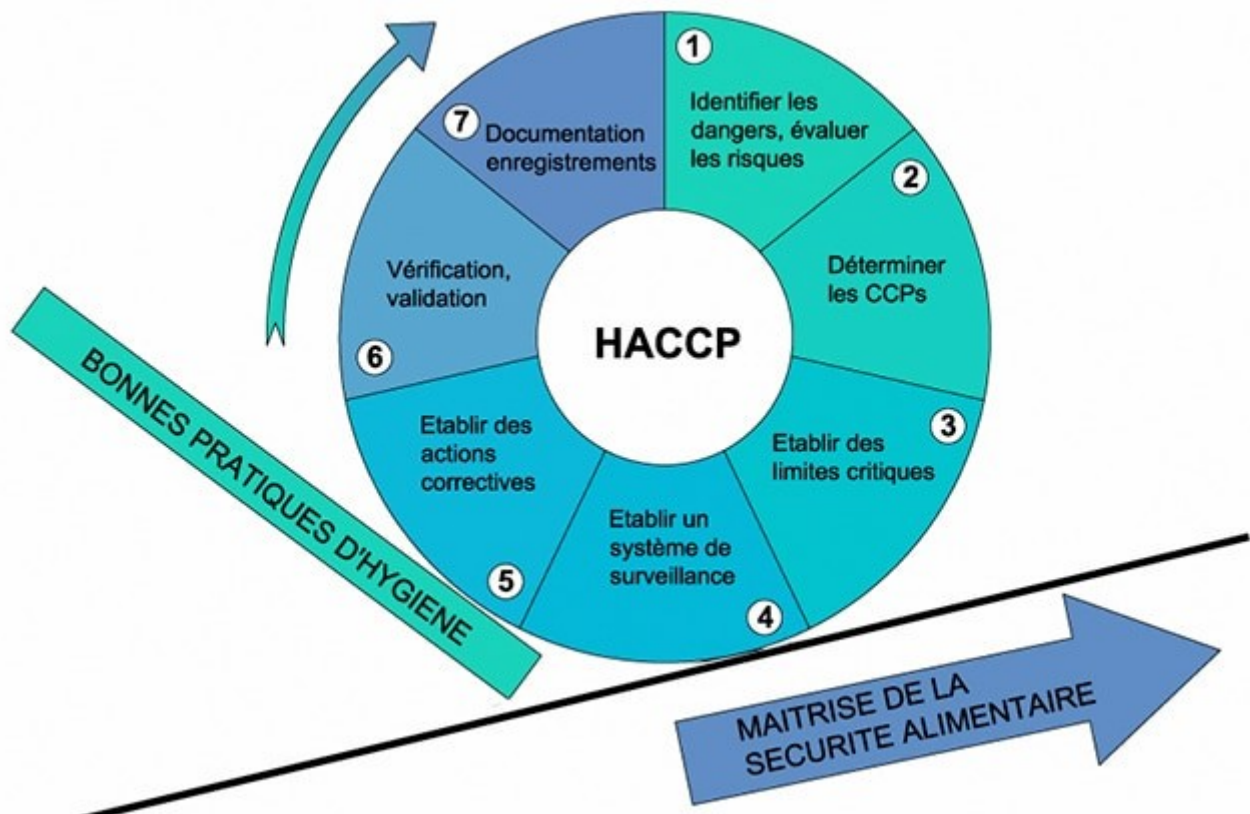 1
Identifier les
dangers, évaluer
les risques
2
Déterminer
les CCPs
3
Etablir des
limites critiques
4
Etablir un
système de
surveillance
5
Etablir des
actions
correctives
6
Vérification,
validation
7
Documentation
enregistrements
HACCP
BONNES PRATIQUES D'HYGIENE
MAITRISE DE LA
SECURITE ALIMENTAIRE